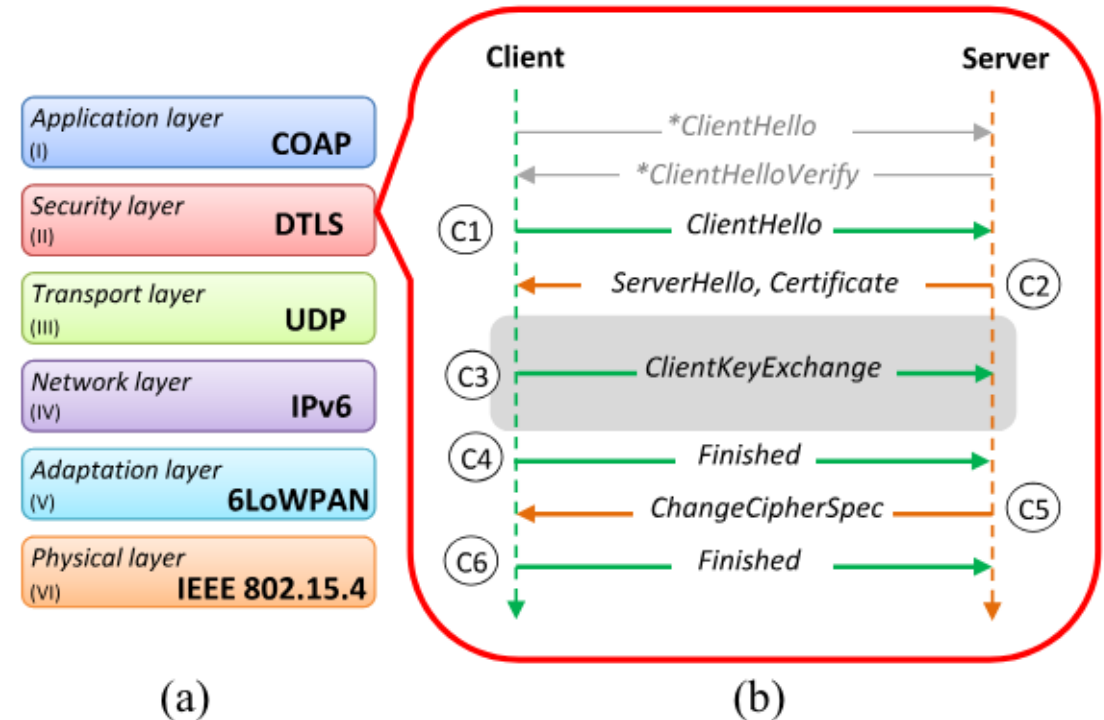 Application layer
(I)
COAP
Security layer
(II)
DTLS
Transport layer
(III)
UDP
Network layer
(IV)
IPv6
Adaptation layer
(V)
6LoWPAN
Physical layer
(VI)
IEEE 802.15.4
(a)
Client
Server
*ClientHello
*ClientHelloVerify
C1
ClientHello
ServerHello, Certificate
C2
C3
ClientKeyExchange
C4
Finished
ChangeCipherSpec
C5
C6
Finished
(b)